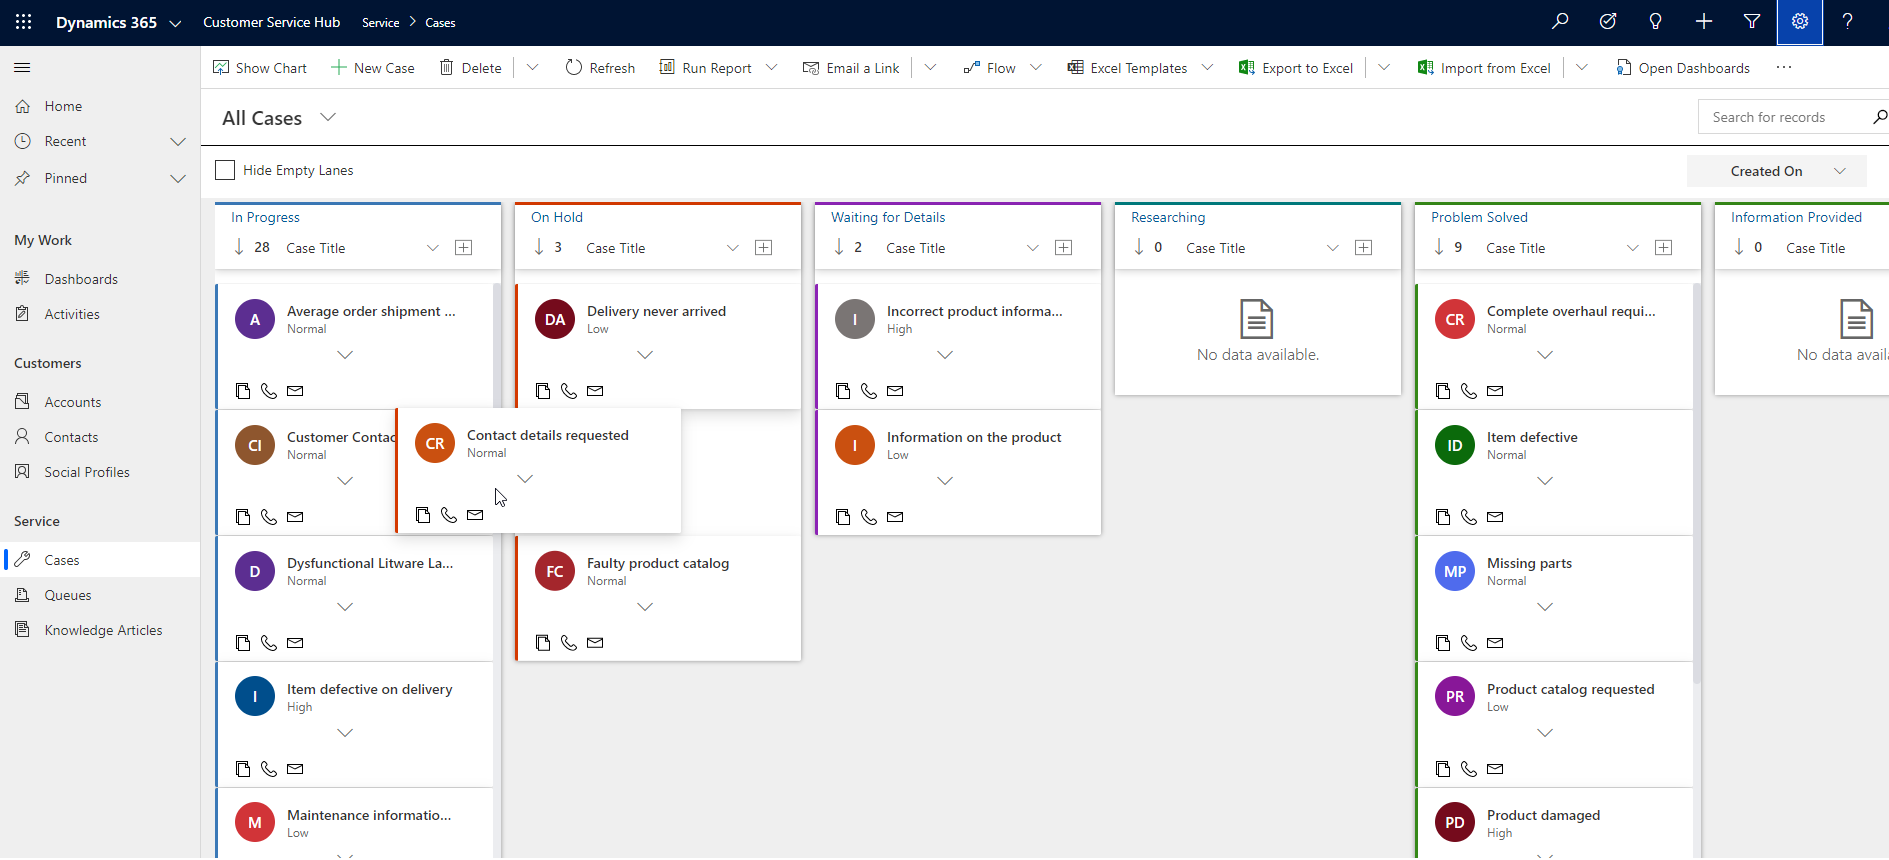 Dynamics 365 Customer Service Hub Service > Cases
Show Chart New Case Delete Refresh Run Report Email a Link Flow Excel Templates Export to Excel Import from Excel Open Dashboards ...
Home
Recent
Pinned
My Work
Dashboards
Activities
Customers
Accounts
Contacts
Social Profiles
Service
Cases
Queues
Knowledge Articles
All Cases
Search for records
Hide Empty Lanes
Created On
In Progress
28 Case Title
A
Average order shipment ...
Normal
CI
Customer Contac
Normal
D
Dysfunctional Litware La...
Normal
I
Item defective on delivery
High
M
Maintenance informatio...
Low
On Hold
3 Case Title
DA
Delivery never arrived
Low
CR
Contact details requested
Normal
FC
Faulty product catalog
Normal
Waiting for Details
2 Case Title
I
Incorrect product informa...
High
I
Information on the product
Low
Researching
0 Case Title
No data available.
Problem Solved
9 Case Title
CR
Complete overhaul requi...
Normal
ID
Item defective
Normal
MP
Missing parts
Normal
PR
Product catalog requested
Low
PD
Product damaged
High
Information Provided
0 Case Title
No data avail